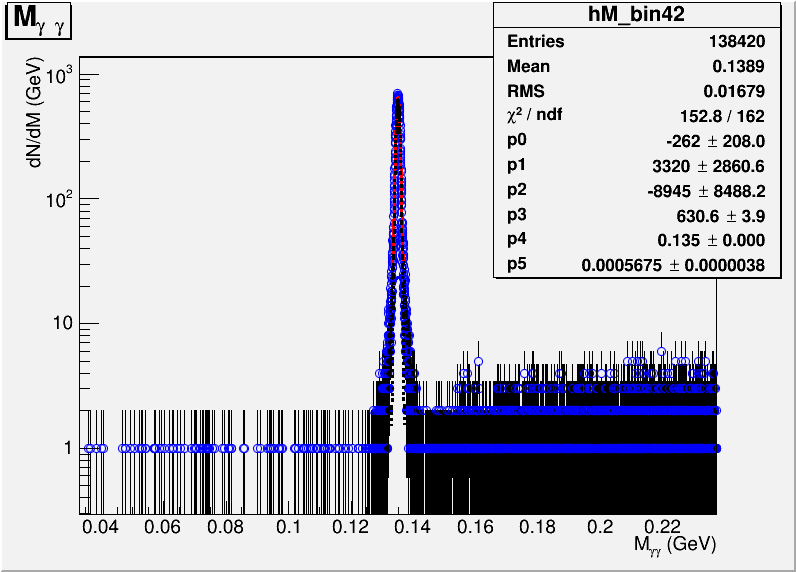 M γ γ
hM_bin42
Entries 138420
Mean 0.1389
RMS 0.01679
χ² / ndf 152.8 / 162
p0 -262 ± 208.0
p1 3320 ± 2860.6
p2 -8945 ± 8488.2
p3 630.6 ± 3.9
p4 0.135 ± 0.000
p5 0.0005675 ± 0.0000038
dN/dM (GeV)
10³
10²
10
1
0.04 0.06 0.08 0.1 0.12 0.14 0.16 0.18 0.2 0.22
Mγγ (GeV)